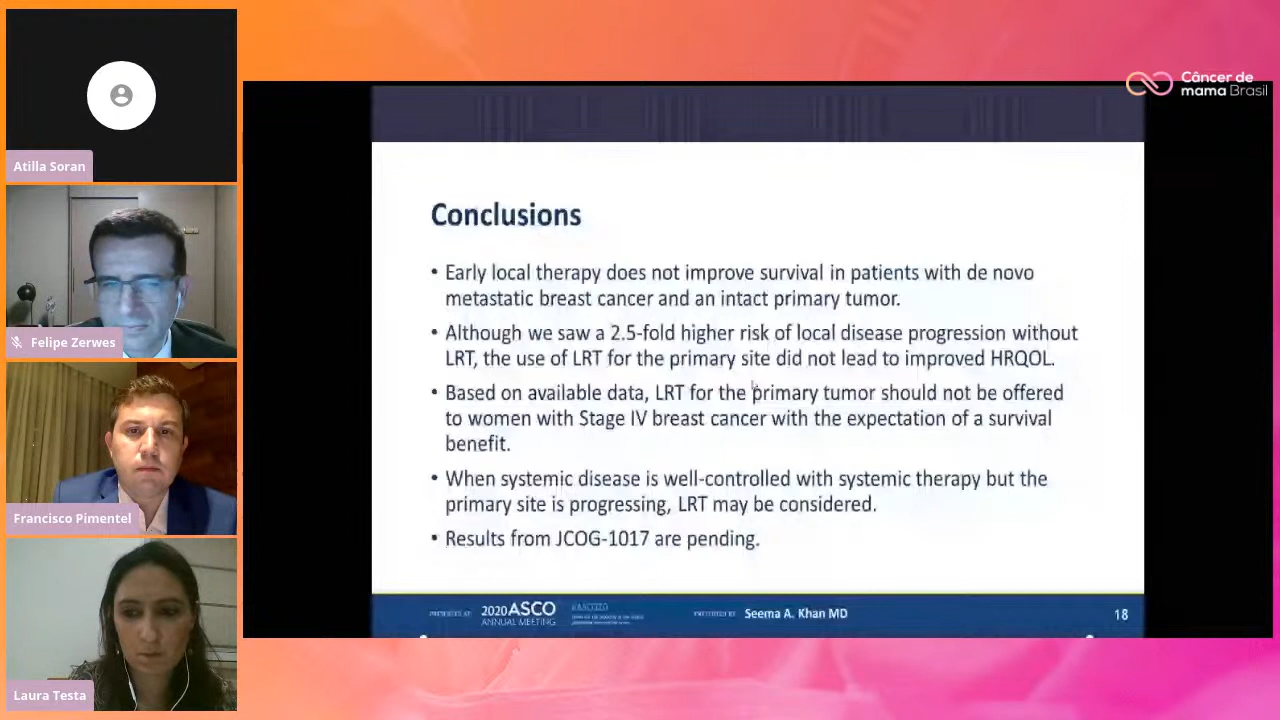 Atilla Soran
Felipe Zerwes
Francisco Pimentel
Laura Testa
Câncer de
mama Brasil
Conclusions
• Early local therapy does not improve survival in patients with de novo
metastatic breast cancer and an intact primary tumor.
• Although we saw a 2.5-fold higher risk of local disease progression without
LRT, the use of LRT for the primary site did not lead to improved HRQOL.
• Based on available data, LRT for the primary tumor should not be offered
to women with Stage IV breast cancer with the expectation of a survival
benefit.
• When systemic disease is well-controlled with systemic therapy but the
primary site is progressing, LRT may be considered.
• Results from JCOG-1017 are pending.
PRESENTED AT:
2020 ASCO
ANNUAL MEETING
PRESENTED BY:
Seema A. Khan MD
18